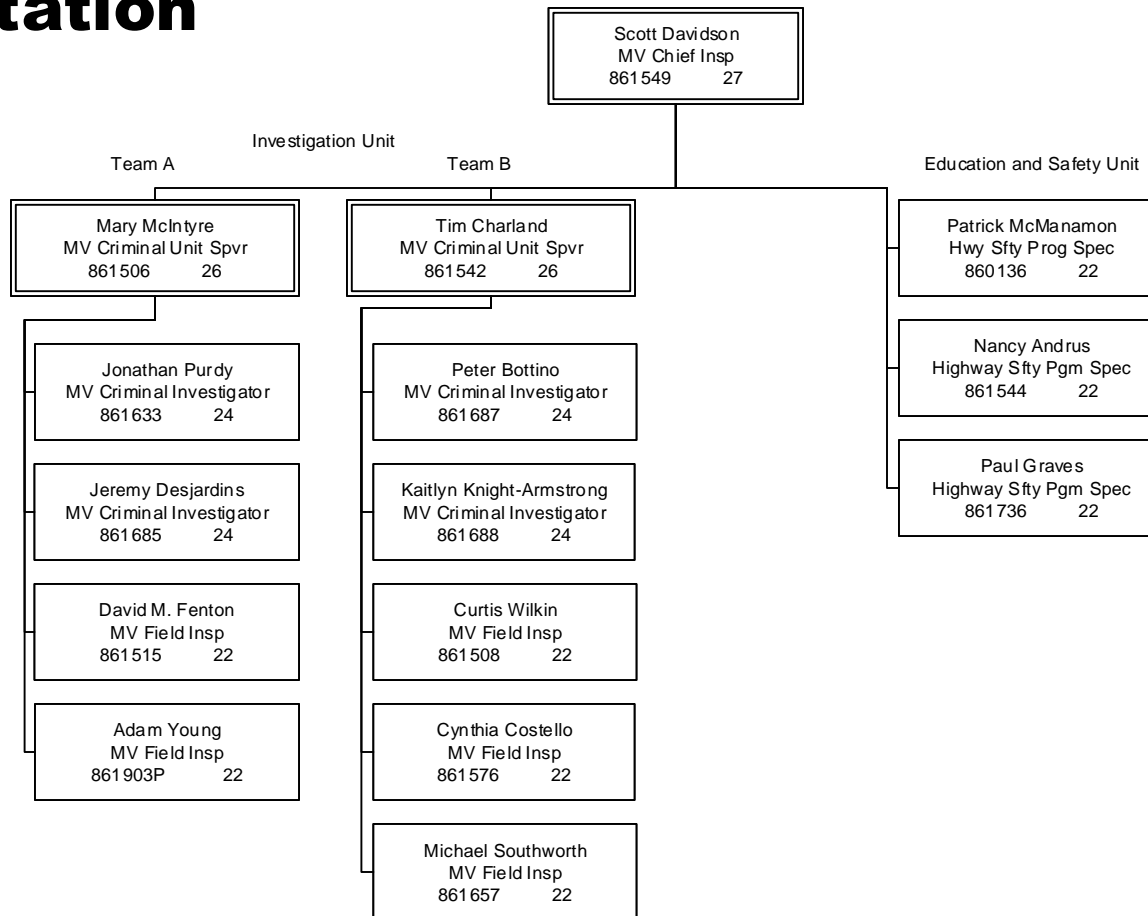 tation
Scott Davidson
MV Chief Insp
861549 27
Investigation Unit
Team A
Team B
Education and Safety Unit
Mary McIntyre
MV Criminal Unit Spvr
861506 26
Tim Charland
MV Criminal Unit Spvr
861542 26
Patrick McManamon
Hwy Sfty Prog Spec
860136 22
Jonathan Purdy
MV Criminal Investigator
861633 24
Peter Bottino
MV Criminal Investigator
861687 24
Nancy Andrus
Highway Sfty Pgm Spec
861544 22
Jeremy Desjardins
MV Criminal Investigator
861685 24
Kaitlyn Knight-Armstrong
MV Criminal Investigator
861688 24
Paul Graves
Highway Sfty Pgm Spec
861736 22
David M. Fenton
MV Field Insp
861515 22
Curtis Wilkin
MV Field Insp
861508 22
Adam Young
MV Field Insp
861903P 22
Cynthia Costello
MV Field Insp
861576 22
Michael Southworth
MV Field Insp
861657 22